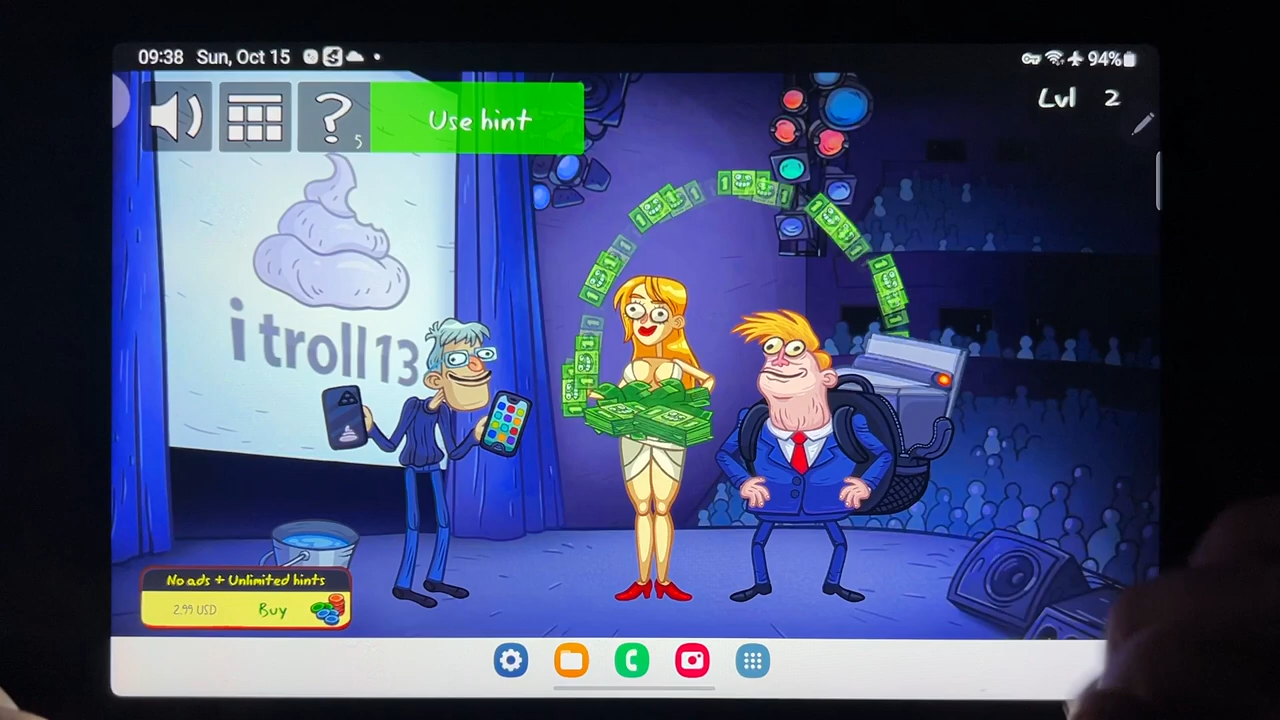 09:38 Sun, Oct 15
94%
5
Use hint
Lvl 2
i troll 13
No ads + Unlimited hints
2.99 USD Buy